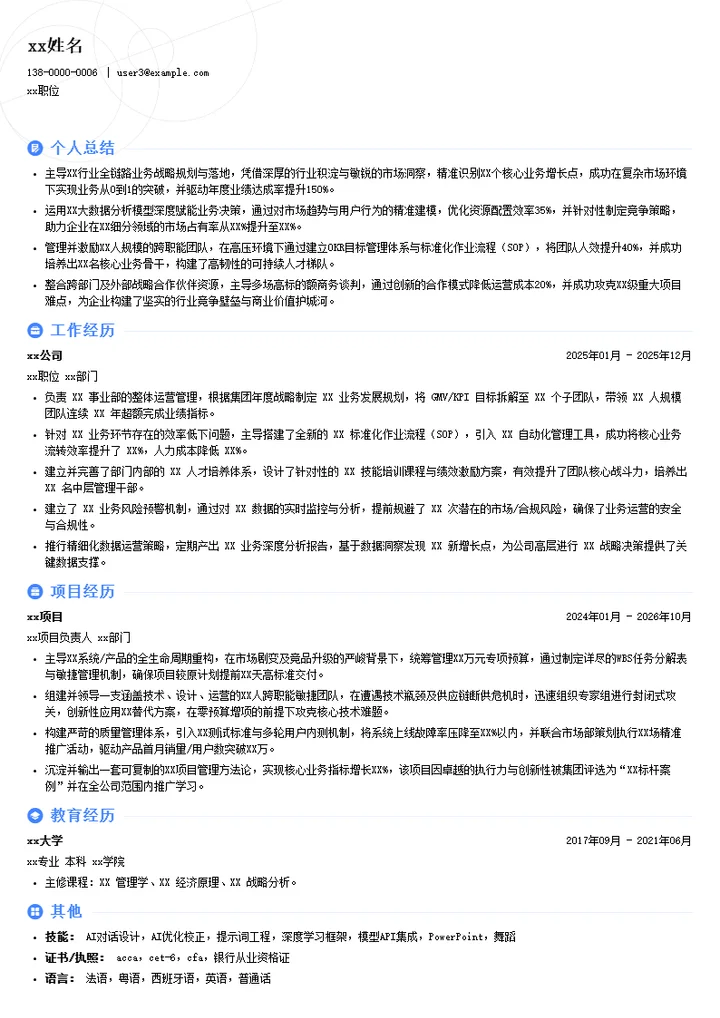 xx姓名
138-0000-0006 | user3@example.com
xx职位
个人总结
• 主导XX行业全链路业务战略规划与落地，凭借深厚的行业积淀与敏锐的市场洞察，精准识别XX个核心业务增长点，成功在复杂市场环境
下实现业务从0到1的突破，并驱动年度业绩达成率提升150%。
• 运用XX大数据分析模型深度赋能业务决策，通过对市场趋势与用户行为的精准建模，优化资源配置效率35%，并针对性制定竞争策略，
助力企业在XX细分领域的市场占有率从XX%提升至XX%。
• 管理并激励XX人规模的跨职能团队，在高压环境下通过建立OKR目标管理体系与标准化作业流程（SOP），将团队人效提升40%，并成功
培养出XX名核心业务骨干，构建了高韧性的可持续人才梯队。
• 整合跨部门及外部战略合作伙伴资源，主导多场高标的额商务谈判，通过创新的合作模式降低运营成本20%，并成功攻克XX级重大项目
难点，为企业构建了坚实的行业竞争壁垒与商业价值护城河。
工作经历
xx公司 2025年01月 - 2025年12月
xx职位 xx部门
• 负责 XX 事业部的整体运营管理，根据集团年度战略制定 XX 业务发展规划，将 GMV/KPI 目标拆解至 XX 个子团队，带领 XX 人规模
团队连续 XX 年超额完成业绩指标。
• 针对 XX 业务环节存在的效率低下问题，主导搭建了全新的 XX 标准化作业流程（SOP），引入 XX 自动化管理工具，成功将核心业务
流转效率提升了 XX%，人力成本降低 XX%。
• 建立并完善了部门内部的 XX 人才培养体系，设计了针对性的 XX 技能培训课程与绩效激励方案，有效提升了团队核心战斗力，培养出
XX 名中层管理干部。
• 建立了 XX 业务风险预警机制，通过对 XX 数据的实时监控与分析，提前规避了 XX 次潜在的市场/合规风险，确保了业务运营的安全
与合规性。
• 推行精细化数据运营策略，定期产出 XX 业务深度分析报告，基于数据洞察发现 XX 新增长点，为公司高层进行 XX 战略决策提供了关
键数据支撑。
项目经历
xx项目 2024年01月 - 2026年10月
xx项目负责人 xx部门
• 主导XX系统/产品的全生命周期重构，在市场剧变及竞品升级的严峻背景下，统筹管理XX万元专项预算，通过制定详尽的WBS任务分解表
与敏捷管理机制，确保项目较原计划提前XX天高标准交付。
• 组建并领导一支涵盖技术、设计、运营的XX人跨职能敏捷团队，在遭遇技术瓶颈及供应链断供危机时，迅速组织专家组进行封闭式攻
关，创新性应用XX替代方案，在零预算增项的前提下攻克核心技术难题。
• 构建严苛的质量管理体系，引入XX测试标准与多轮用户内测机制，将系统上线故障率压降至XX%以内，并联合市场部策划执行XX场精准
推广活动，驱动产品首月销量/用户数突破XX万。
• 沉淀并输出一套可复制的XX项目管理方法论，实现核心业务指标增长XX%，该项目因卓越的执行力与创新性被集团评选为“XX标杆案
例”并在全公司范围内推广学习。
教育经历
xx大学 2017年09月 - 2021年06月
xx专业 本科 xx学院
• 主修课程：XX 管理学、XX 经济原理、XX 战略分析。
其他
• 技能： AI对话设计，AI优化校正，提示词工程，深度学习框架，模型API集成，PowerPoint，舞蹈
• 证书/执照： acca，cet-6，cfa，银行从业资格证
• 语言： 法语，粤语，西班牙语，英语，普通话